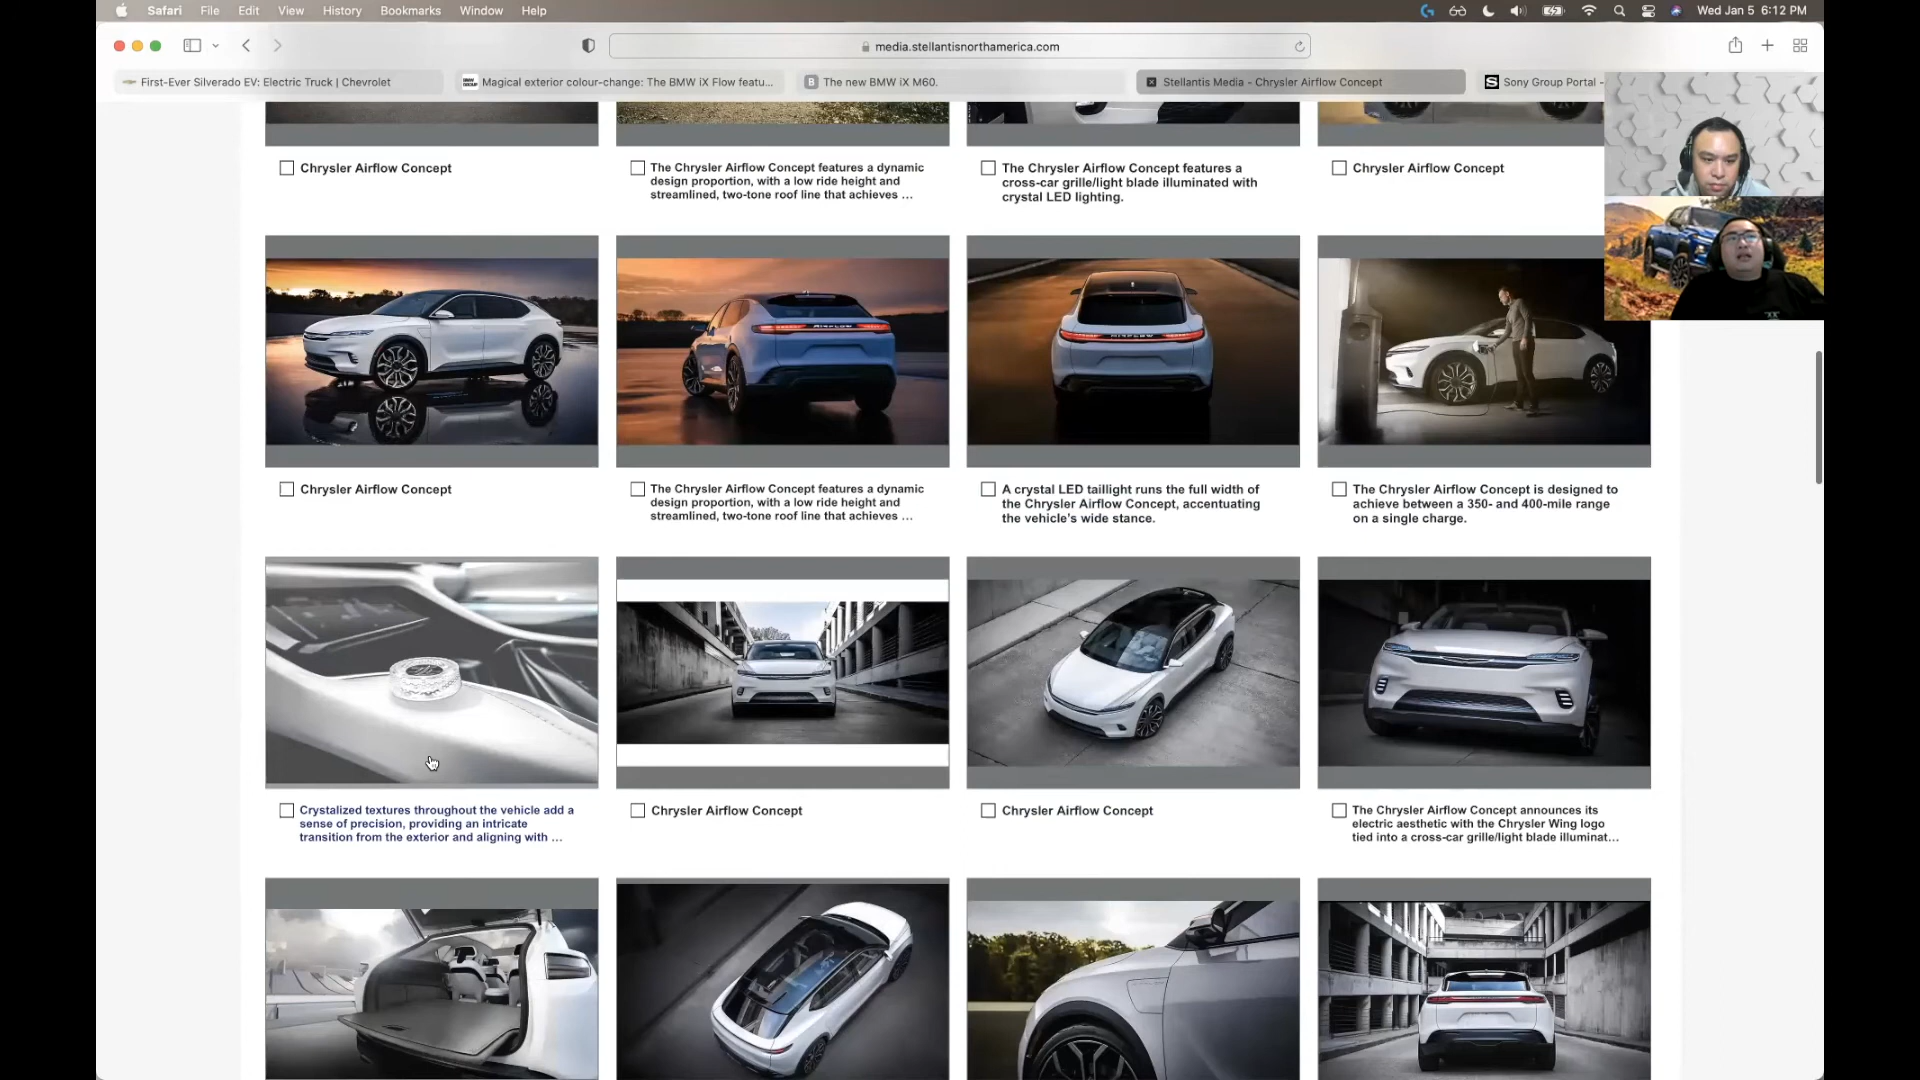 Safari File Edit View History Bookmarks Window Help Wed Jan 5 6:12 PM
media.stellantisnorthamerica.com
First-Ever Silverado EV: Electric Truck | Chevrolet
Magical exterior colour-change: The BMW iX Flow featu...
The new BMW iX M60.
Stellantis Media - Chrysler Airflow Concept
Sony Group Portal -
Chrysler Airflow Concept
The Chrysler Airflow Concept features a dynamic
design proportion, with a low ride height and
streamlined, two-tone roof line that achieves ...
The Chrysler Airflow Concept features a
cross-car grille/light blade illuminated with
crystal LED lighting.
Chrysler Airflow Concept
AIRFLOW
AIRFLOW
Chrysler Airflow Concept
The Chrysler Airflow Concept features a dynamic
design proportion, with a low ride height and
streamlined, two-tone roof line that achieves ...
A crystal LED taillight runs the full width of
the Chrysler Airflow Concept, accentuating
the vehicle's wide stance.
The Chrysler Airflow Concept is designed to
achieve between a 350- and 400-mile range
on a single charge.
Crystalized textures throughout the vehicle add a
sense of precision, providing an intricate
transition from the exterior and aligning with ...
Chrysler Airflow Concept
Chrysler Airflow Concept
The Chrysler Airflow Concept announces its
electric aesthetic with the Chrysler Wing logo
tied into a cross-car grille/light blade illuminat...